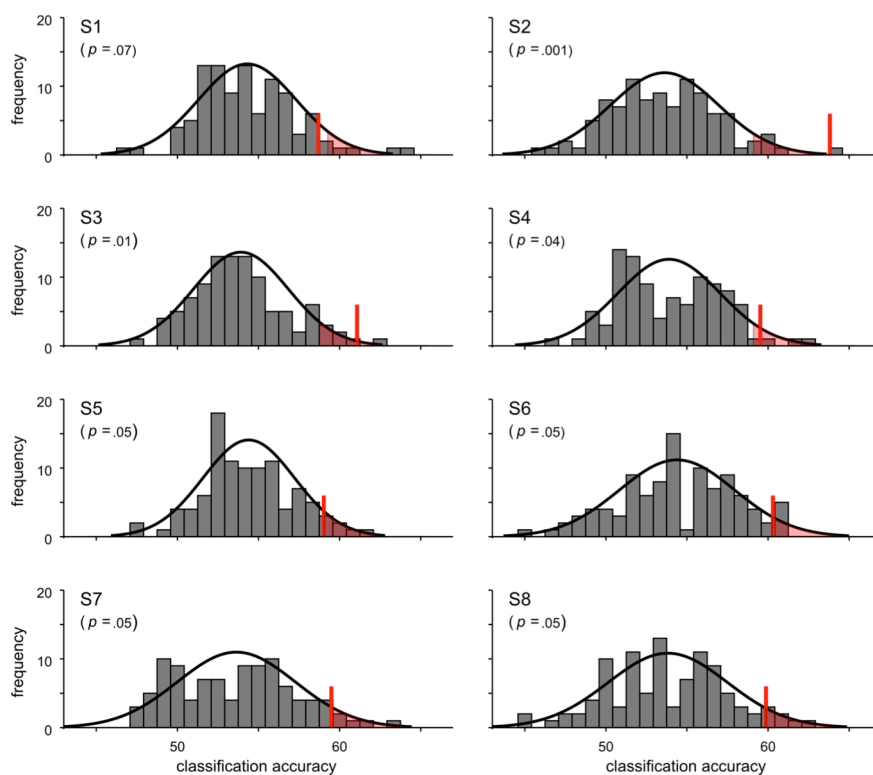 S1
( p = .07)
S2
( p = .001)
20
10
0
frequency
S3
( p = .01)
S4
( p = .04)
20
10
0
frequency
S5
( p = .05)
S6
( p = .05)
20
10
0
frequency
S7
( p = .05)
S8
( p = .05)
20
10
0
frequency
50
60
50
60
classification accuracy
classification accuracy